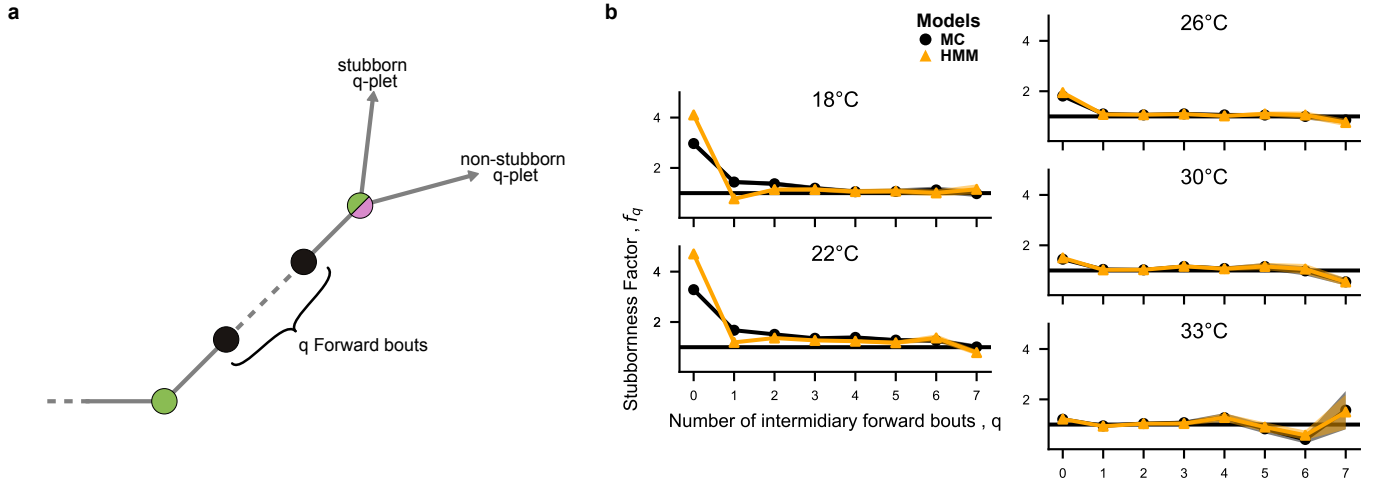 a
stubborn
q-plet
non-stubborn
q-plet
q Forward bouts
b
Models
MC
HMM
18°C
4
2
22°C
4
2
0 1 2 3 4 5 6 7
Stubbornness Factor , fq
Number of intermidiary forward bouts , q
26°C
4
2
30°C
4
2
33°C
4
2
0 1 2 3 4 5 6 7